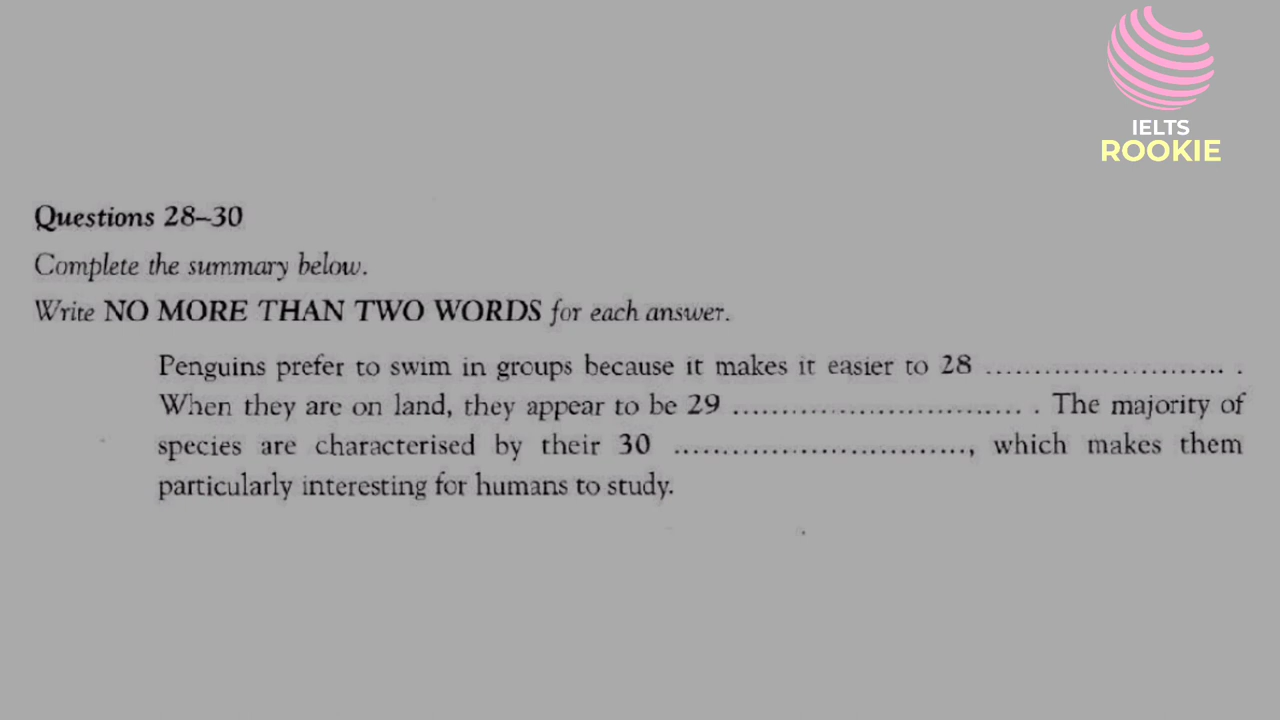 IELTS
ROOKIE
Questions 28–30
Complete the summary below.
Write NO MORE THAN TWO WORDS for each answer.
Penguins prefer to swim in groups because it makes it easier to 28 ........................ .
When they are on land, they appear to be 29 ............................. . The majority of
species are characterised by their 30 ............................., which makes them
particularly interesting for humans to study.